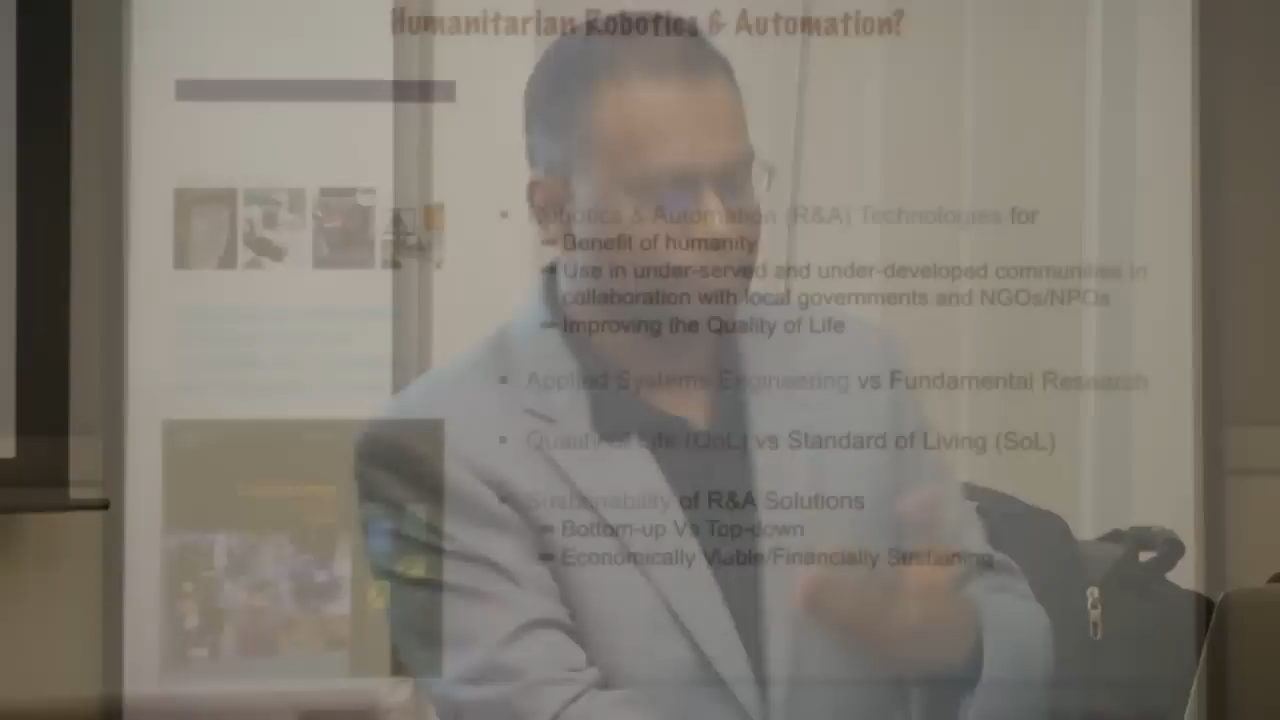 Humanitarian Robotics & Automation?
Robotics & Automation (R&A) Technologies for
Benefit of humanity
Use in under-served and under-developed communities in
collaboration with local governments and NGOs/NPOs
Improving the Quality of Life
Applied Systems Engineering vs Fundamental Research
Quality of Life (QoL) vs Standard of Living (SoL)
Sustainability of R&A Solutions
Bottom-up Vs Top-down
Economically Viable/Financially Sustaining